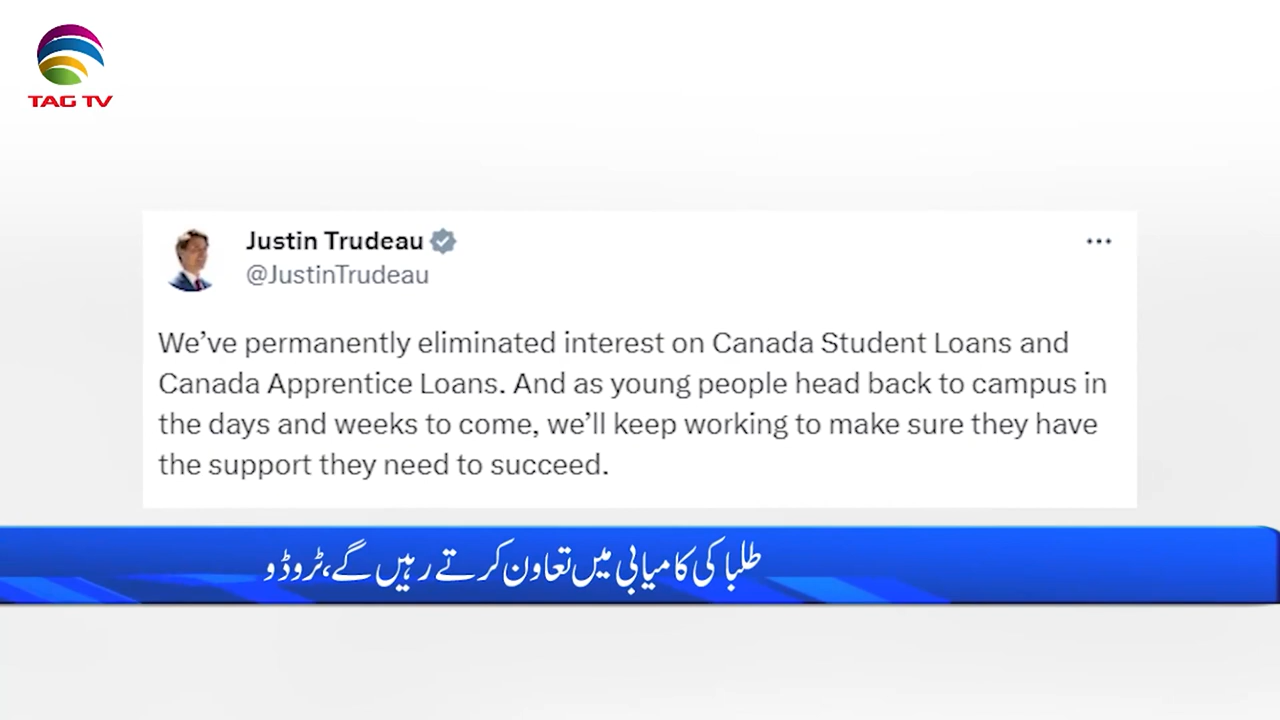 TAG TV
Justin Trudeau
@JustinTrudeau
We’ve permanently eliminated interest on Canada Student Loans and
Canada Apprentice Loans. And as young people head back to campus in
the days and weeks to come, we’ll keep working to make sure they have
the support they need to succeed.
طلبا کی کامیابی میں تعاون کرتے رہیں گے، ٹروڈو